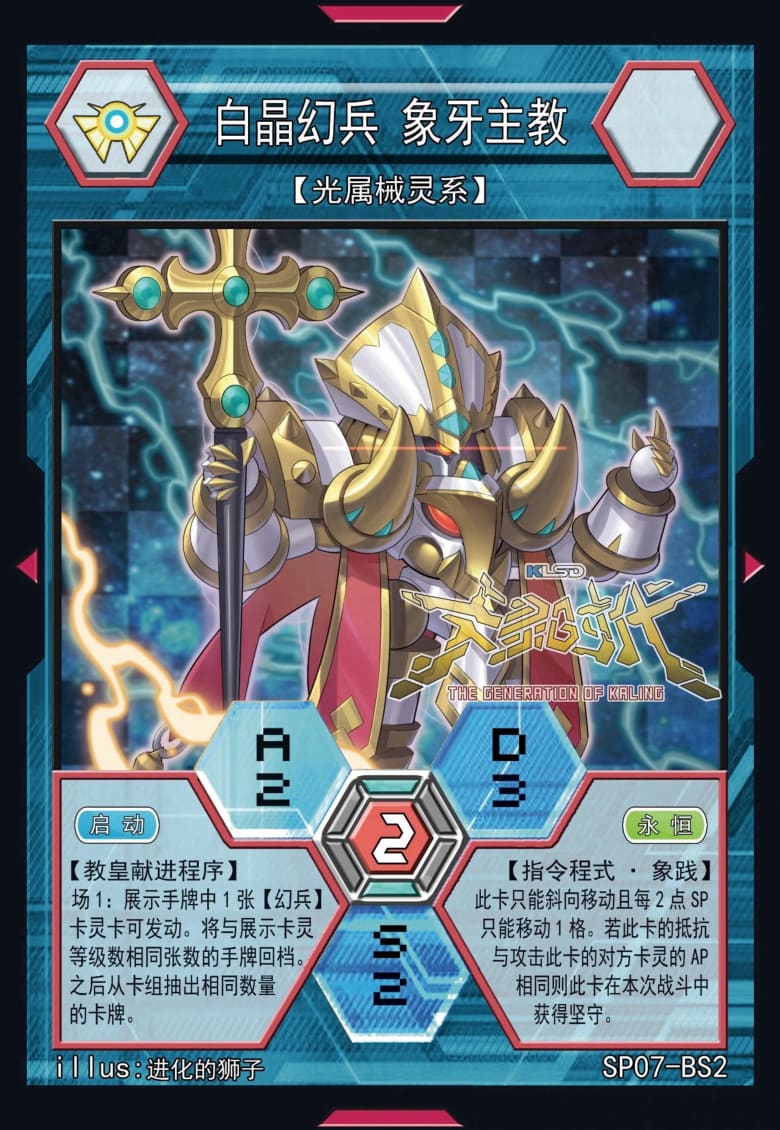 白晶幻兵 象牙主教
【光属械灵系】
KLSD
卡灵时代
THE GENERATION OF KALING
A
2
D
3
2
S
2
启动
【教皇献进程序】
场1：展示手牌中1张【幻兵】
卡灵卡可发动。将与展示卡灵
等级数相同张数的手牌回档。
之后从卡组抽出相同数量
的卡牌。
永恒
【指令程式·象践】
此卡只能斜向移动且每2点SP
只能移动1格。若此卡的抵抗
与攻击此卡的对方卡灵的AP
相同则此卡在本次战斗中
获得坚守。
illus:进化的狮子
SP07-BS2